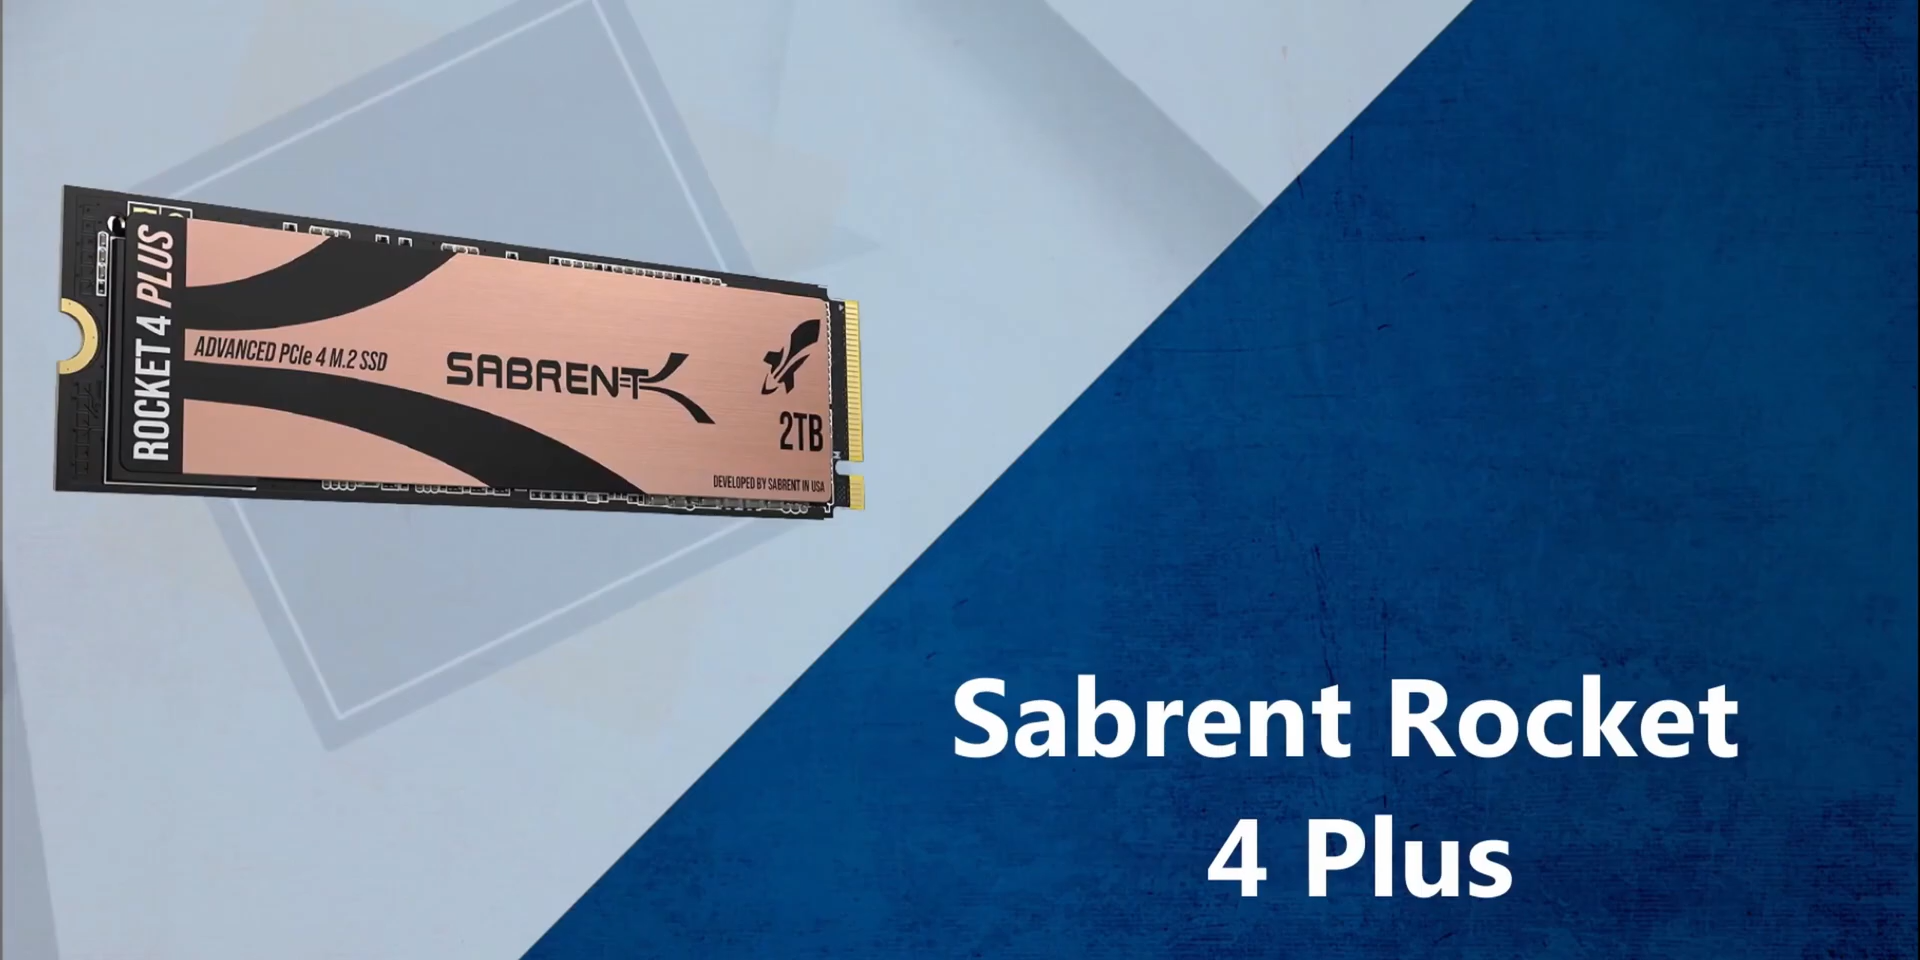 ROCKET 4 PLUS
ADVANCED PCIe 4 M.2 SSD
SABRENT
2TB
DEVELOPED BY SABRENT IN USA
Sabrent Rocket
4 Plus